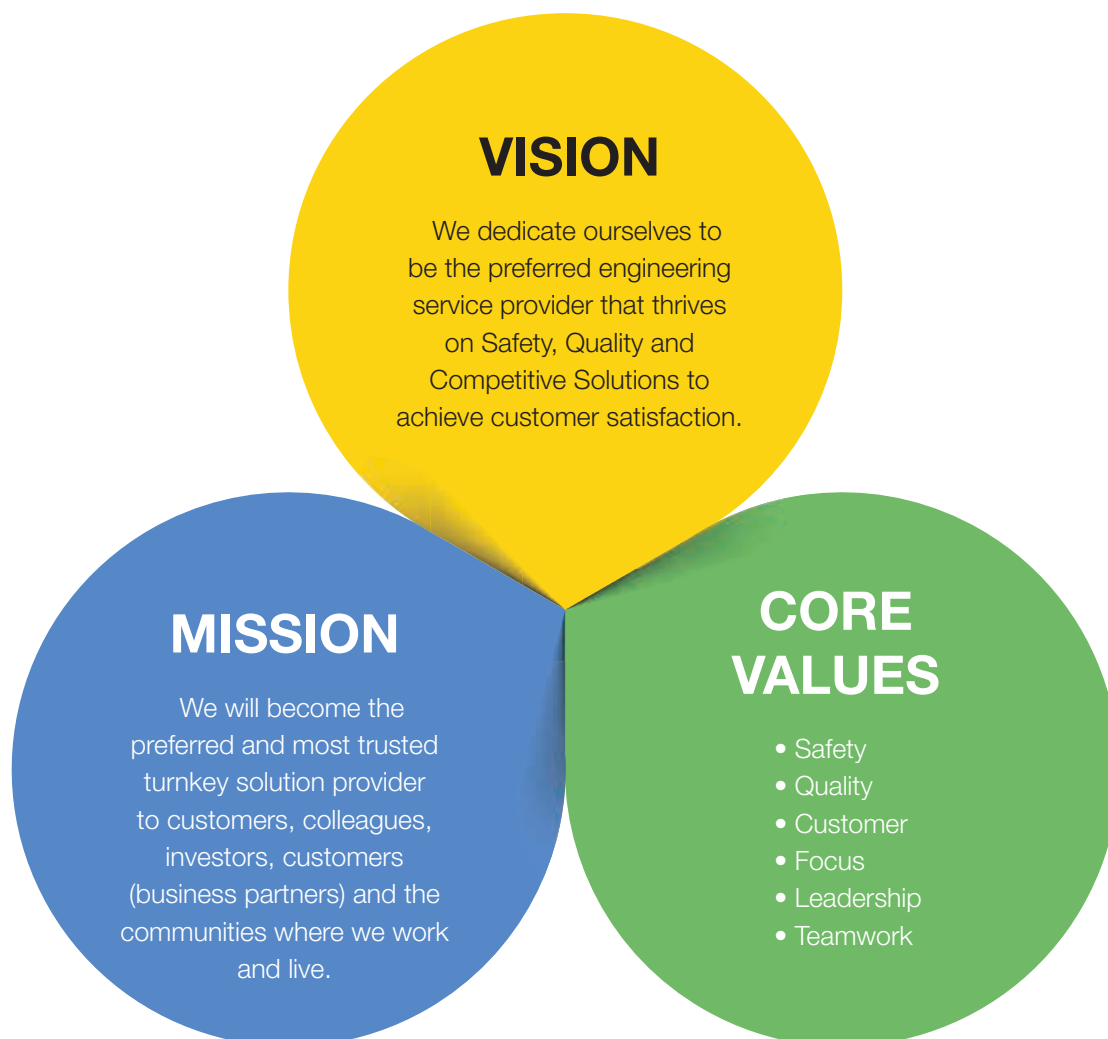 VISION
We dedicate ourselves to
be the preferred engineering
service provider that thrives
on Safety, Quality and
Competitive Solutions to
achieve customer satisfaction.
MISSION
We will become the
preferred and most trusted
turnkey solution provider
to customers, colleagues,
investors, customers
(business partners) and the
communities where we work
and live.
CORE
VALUES
• Safety
• Quality
• Customer
• Focus
• Leadership
• Teamwork